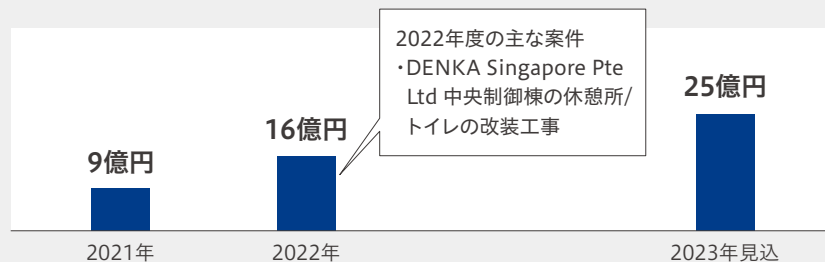 2022年度の主な案件
・DENKA Singapore Pte
Ltd 中央制御棟の休憩所/
トイレの改装工事
9億円
16億円
25億円
2021年
2022年
2023年見込